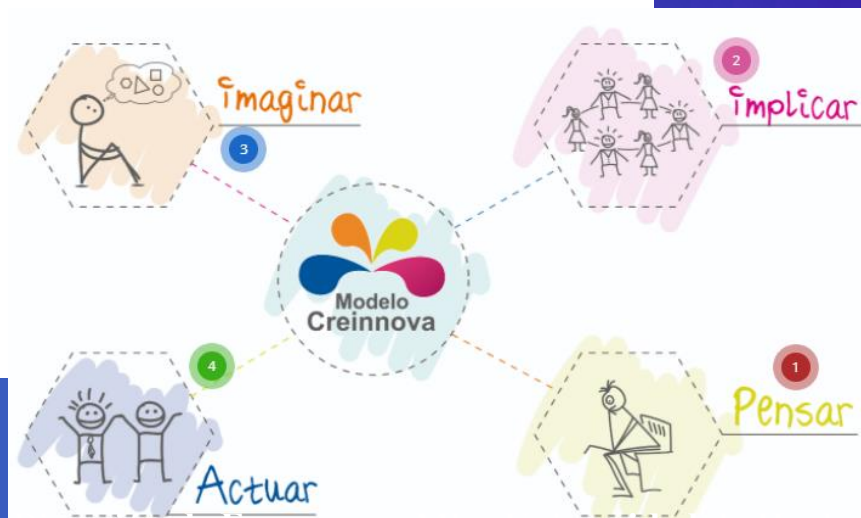 imaginar
3
2
implicar
Modelo
Creinnova
4
Actuar
1
Pensar